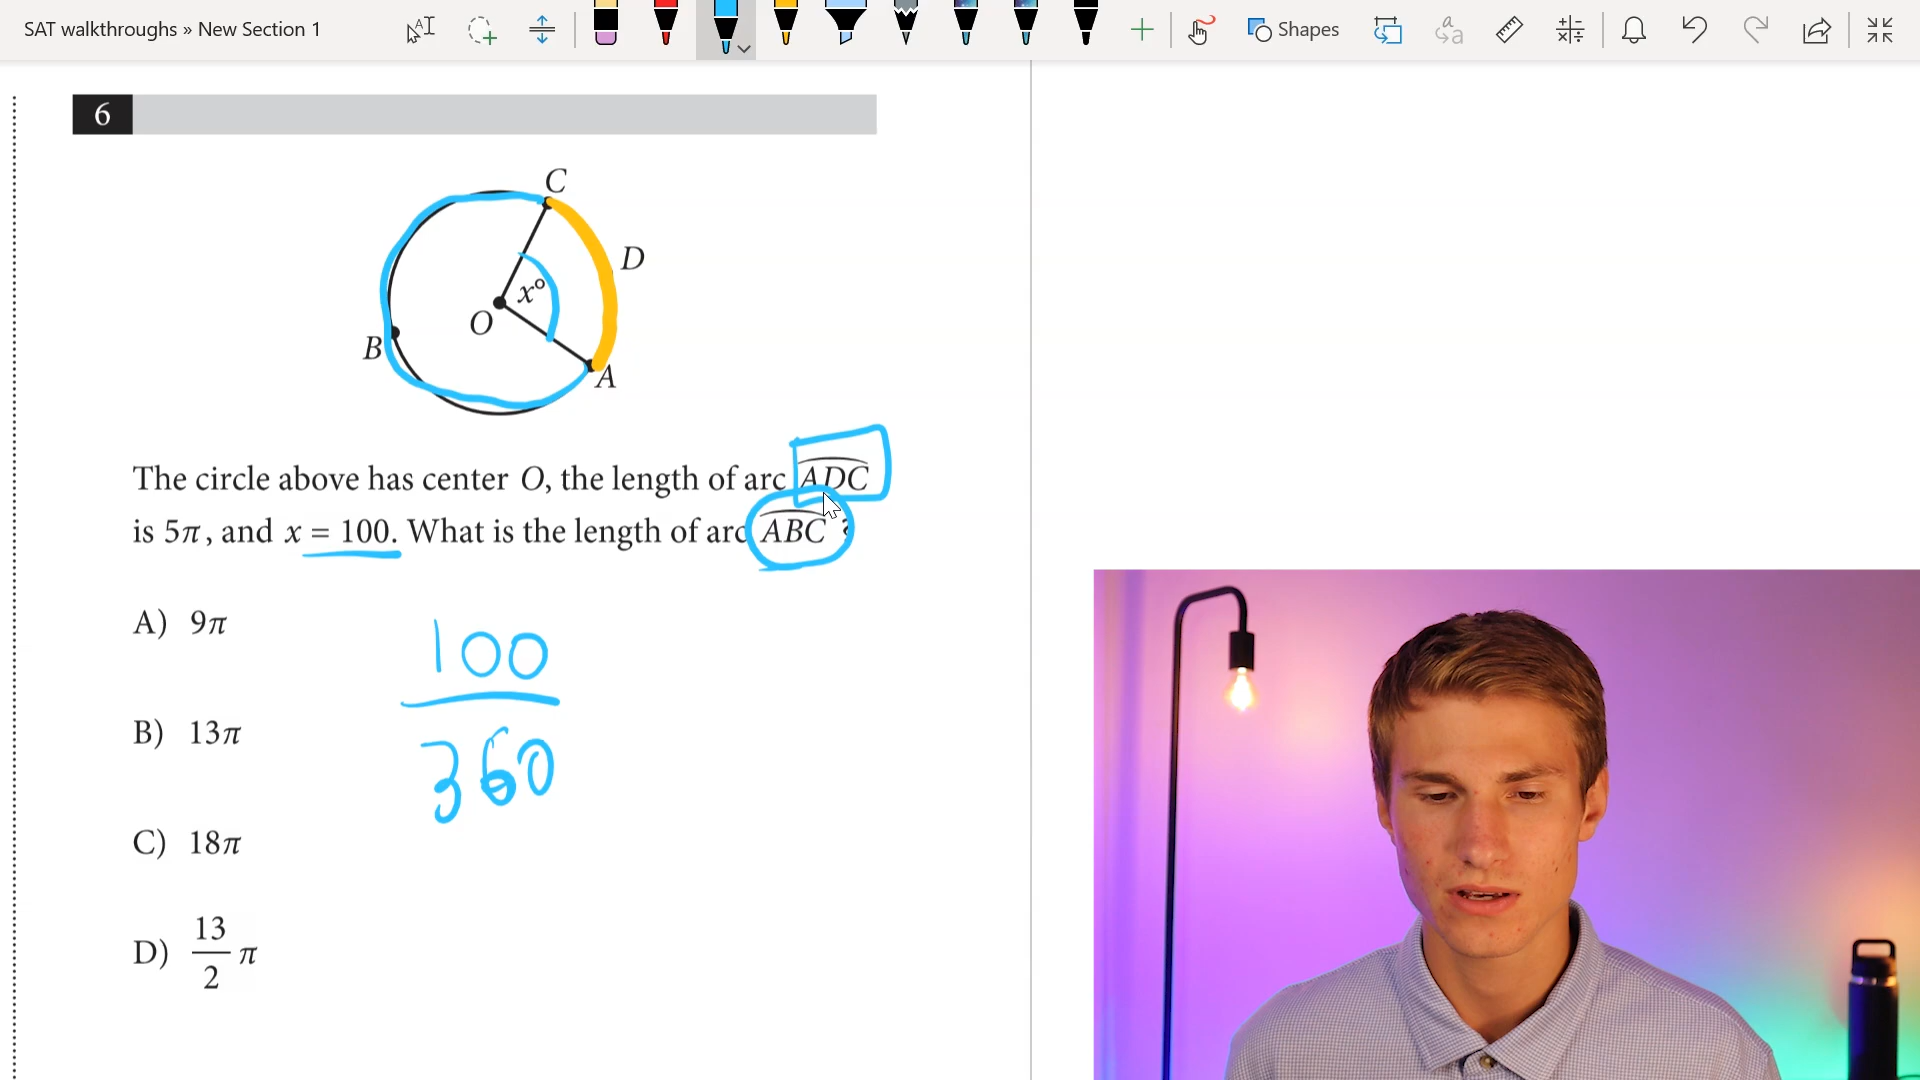 SAT walkthroughs » New Section 1
Shapes
6
C
D
x°
O
B
A
The circle above has center O, the length of arc ADC
is 5π, and x = 100. What is the length of arc ABC ?
A) 9π
B) 13π
C) 18π
D) 13/2 π
100
360